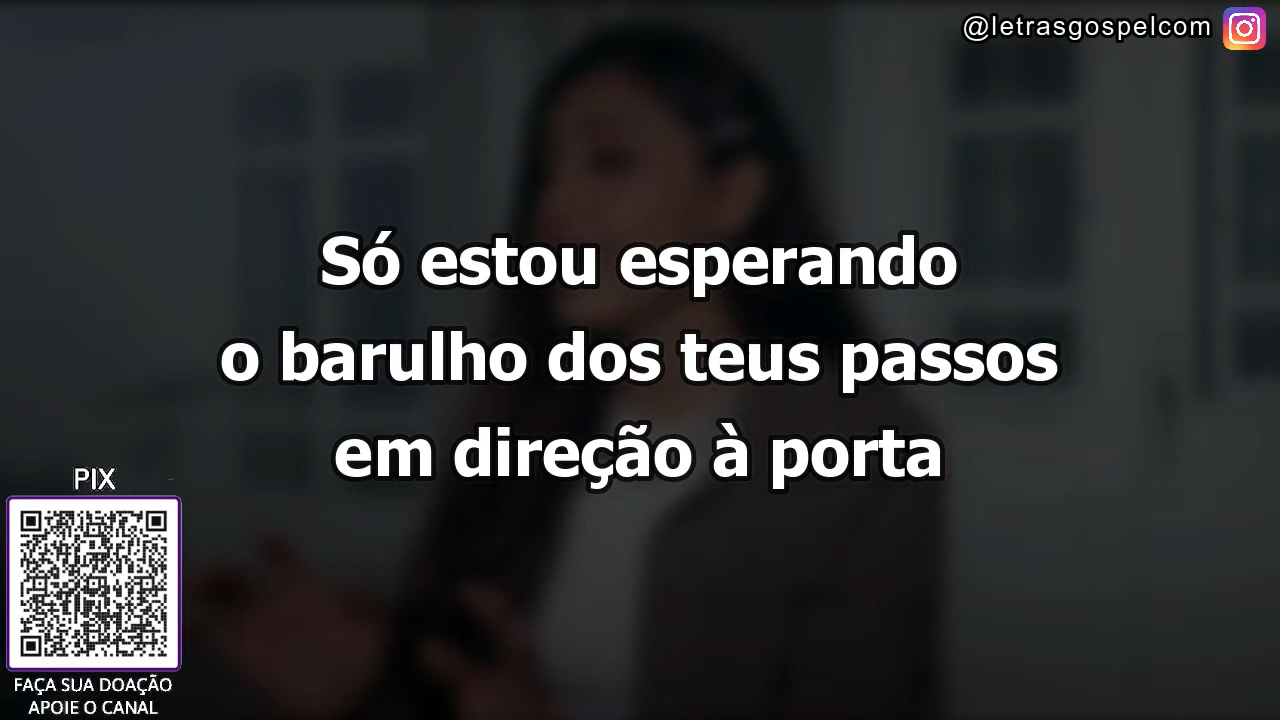 @letrasgospelcom
Só estou esperando
o barulho dos teus passos
em direção à porta
PIX
FAÇA SUA DOAÇÃO
APOIE O CANAL